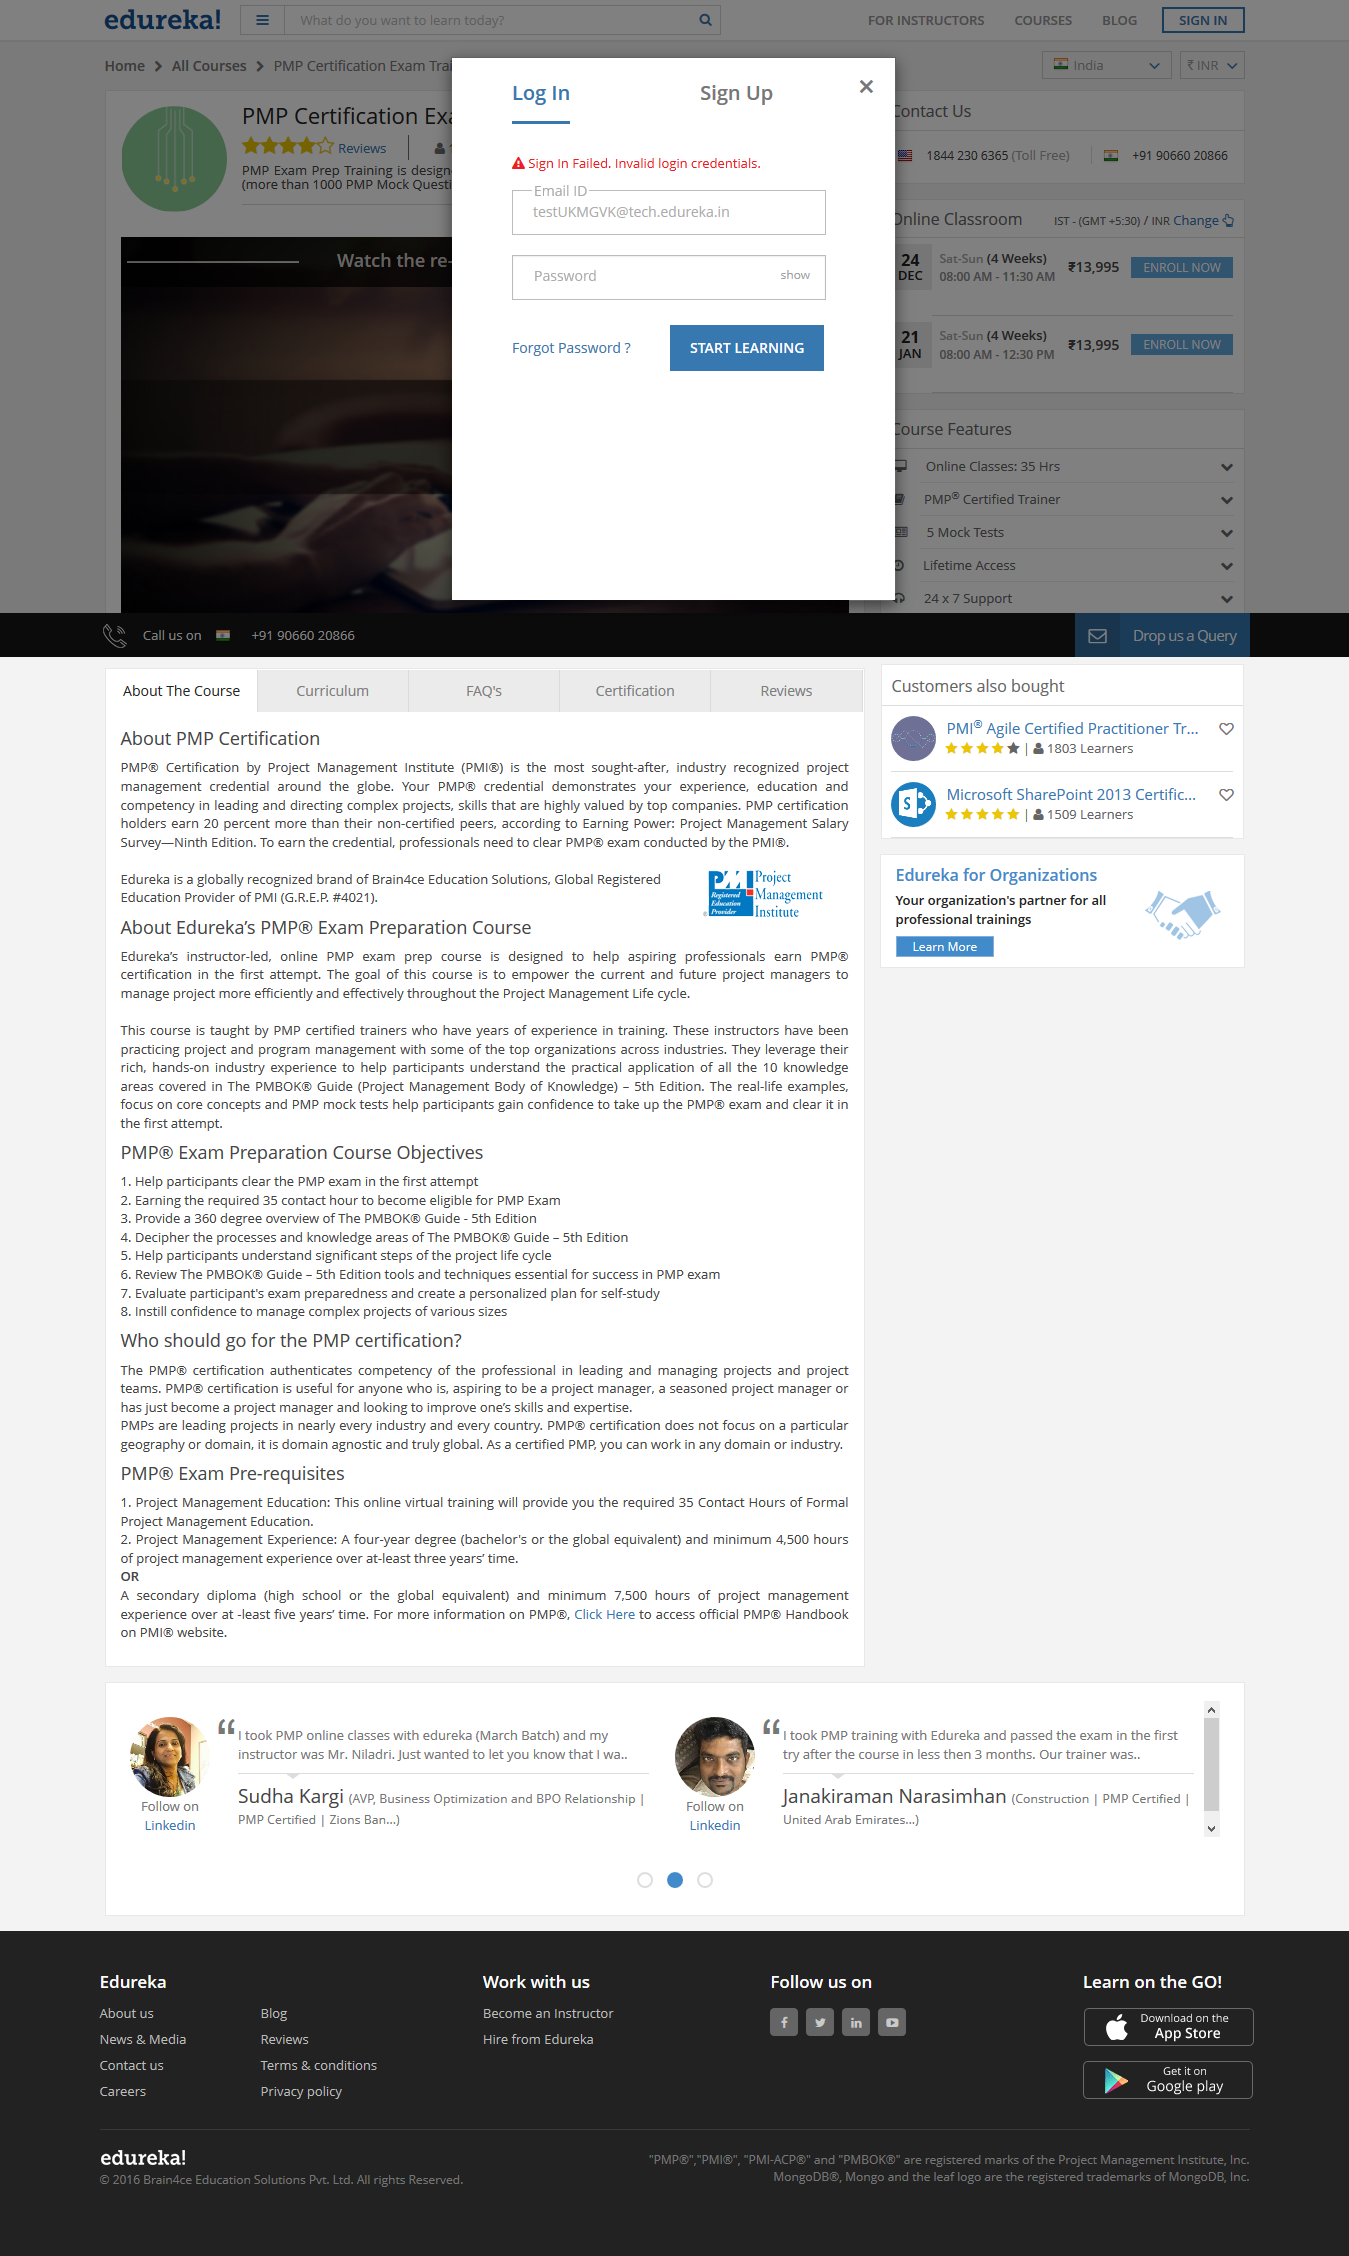 edureka!
What do you want to learn today?
FOR INSTRUCTORS
COURSES
BLOG
SIGN IN
Home
All Courses
PMP Certification Exam Trai
India
₹ INR
PMP Certification Exa
Reviews
PMP Exam Prep Training is design
(more than 1000 PMP Mock Questi
Watch the re-
Log In
Sign Up
Sign In Failed. Invalid login credentials.
Email ID
testUKMGVK@tech.edureka.in
Password
show
Forgot Password ?
START LEARNING
Contact Us
1844 230 6365 (Toll Free)
+91 90660 20866
Online Classroom
IST - (GMT +5:30) / INR Change
24
DEC
Sat-Sun (4 Weeks)
08:00 AM - 11:30 AM
₹13,995
ENROLL NOW
21
JAN
Sat-Sun (4 Weeks)
08:00 AM - 12:30 PM
₹13,995
ENROLL NOW
Course Features
Online Classes: 35 Hrs
PMP® Certified Trainer
5 Mock Tests
Lifetime Access
24 x 7 Support
Call us on
+91 90660 20866
Drop us a Query
About The Course
Curriculum
FAQ's
Certification
Reviews
About PMP Certification
PMP® Certification by Project Management Institute (PMI®) is the most sought-after, industry recognized project
management credential around the globe. Your PMP® credential demonstrates your experience, education and
competency in leading and directing complex projects, skills that are highly valued by top companies. PMP certification
holders earn 20 percent more than their non-certified peers, according to Earning Power: Project Management Salary
Survey—Ninth Edition. To earn the credential, professionals need to clear PMP® exam conducted by the PMI®.
Edureka is a globally recognized brand of Brain4ce Education Solutions, Global Registered
Education Provider of PMI (G.R.E.P. #4021).
PMI
Registered
Education
Provider
Project
Management
Institute
About Edureka’s PMP® Exam Preparation Course
Edureka’s instructor-led, online PMP exam prep course is designed to help aspiring professionals earn PMP®
certification in the first attempt. The goal of this course is to empower the current and future project managers to
manage project more efficiently and effectively throughout the Project Management Life cycle.
This course is taught by PMP certified trainers who have years of experience in training. These instructors have been
practicing project and program management with some of the top organizations across industries. They leverage their
rich, hands-on industry experience to help participants understand the practical application of all the 10 knowledge
areas covered in The PMBOK® Guide (Project Management Body of Knowledge) – 5th Edition. The real-life examples,
focus on core concepts and PMP mock tests help participants gain confidence to take up the PMP® exam and clear it in
the first attempt.
PMP® Exam Preparation Course Objectives
1. Help participants clear the PMP exam in the first attempt
2. Earning the required 35 contact hour to become eligible for PMP Exam
3. Provide a 360 degree overview of The PMBOK® Guide - 5th Edition
4. Decipher the processes and knowledge areas of The PMBOK® Guide – 5th Edition
5. Help participants understand significant steps of the project life cycle
6. Review The PMBOK® Guide – 5th Edition tools and techniques essential for success in PMP exam
7. Evaluate participant's exam preparedness and create a personalized plan for self-study
8. Instill confidence to manage complex projects of various sizes
Who should go for the PMP certification?
The PMP® certification authenticates competency of the professional in leading and managing projects and project
teams. PMP® certification is useful for anyone who is, aspiring to be a project manager, a seasoned project manager or
has just become a project manager and looking to improve one’s skills and expertise.
PMPs are leading projects in nearly every industry and every country. PMP® certification does not focus on a particular
geography or domain, it is domain agnostic and truly global. As a certified PMP, you can work in any domain or industry.
PMP® Exam Pre-requisites
1. Project Management Education: This online virtual training will provide you the required 35 Contact Hours of Formal
Project Management Education.
2. Project Management Experience: A four-year degree (bachelor's or the global equivalent) and minimum 4,500 hours
of project management experience over at-least three years’ time.
OR
A secondary diploma (high school or the global equivalent) and minimum 7,500 hours of project management
experience over at -least five years’ time. For more information on PMP®, Click Here to access official PMP® Handbook
on PMI® website.
Customers also bought
PMI® Agile Certified Practitioner Tr...
| 1803 Learners
Microsoft SharePoint 2013 Certific...
| 1509 Learners
Edureka for Organizations
Your organization's partner for all
professional trainings
Learn More
“I took PMP online classes with edureka (March Batch) and my
instructor was Mr. Niladri. Just wanted to let you know that I wa..
Sudha Kargi (AVP, Business Optimization and BPO Relationship |
PMP Certified | Zions Ban...)
Follow on
Linkedin
“I took PMP training with Edureka and passed the exam in the first
try after the course in less then 3 months. Our trainer was..
Janakiraman Narasimhan (Construction | PMP Certified |
United Arab Emirates...)
Follow on
Linkedin
Edureka
About us
News & Media
Contact us
Careers
Blog
Reviews
Terms & conditions
Privacy policy
Work with us
Become an Instructor
Hire from Edureka
Follow us on
Learn on the GO!
Download on the
App Store
Get it on
Google play
edureka!
© 2016 Brain4ce Education Solutions Pvt. Ltd. All rights Reserved.
"PMP®","PMI®", "PMI-ACP®" and "PMBOK®" are registered marks of the Project Management Institute, Inc.
MongoDB®, Mongo and the leaf logo are the registered trademarks of MongoDB, Inc.